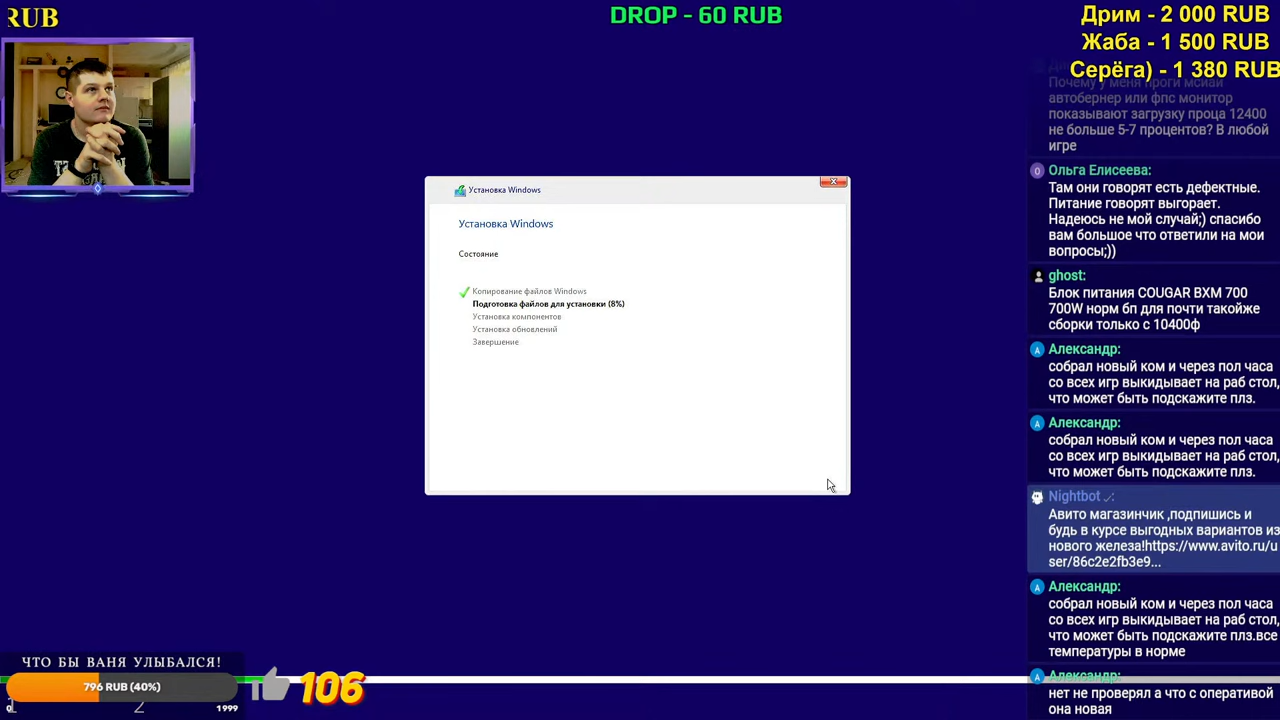 RUB
DROP - 60 RUB
Дрим - 2 000 RUB
Жаба - 1 500 RUB
Серёга) - 1 380 RUB
Почему у меня проги мсиай
автобернер или фпс монитор
показывают загрузку проца 12400
не больше 5-7 процентов? В любой
игре
Ольга Елисеева:
Там они говорят есть дефектные.
Питание говорят выгорает.
Надеюсь не мой случай;) спасибо
вам большое что ответили на мои
вопросы;))
ghost:
Блок питания COUGAR BXM 700
700W норм бп для почти такойже
сборки только с 10400ф
Александр:
собрал новый ком и через пол часа
со всех игр выкидывает на раб стол,
что может быть подскажите плз.
Александр:
собрал новый ком и через пол часа
со всех игр выкидывает на раб стол,
что может быть подскажите плз.
Nightbot
:
Авито магазинчик ,подпишись и
будь в курсе выгодных вариантов из
нового железа!https://www.avito.ru/u
ser/86c2e2fb3e9...
Александр:
собрал новый ком и через пол часа
со всех игр выкидывает на раб стол,
что может быть подскажите плз.все
температуры в норме
Александр:
нет не проверял а что с оперативой
она новая
Установка Windows
Установка Windows
Состояние
Копирование файлов Windows
Подготовка файлов для установки (8%)
Установка компонентов
Установка обновлений
Завершение
ЧТО БЫ ВАНЯ УЛЫБАЛСЯ!
796 RUB (40%)
0
1999
106
1
2